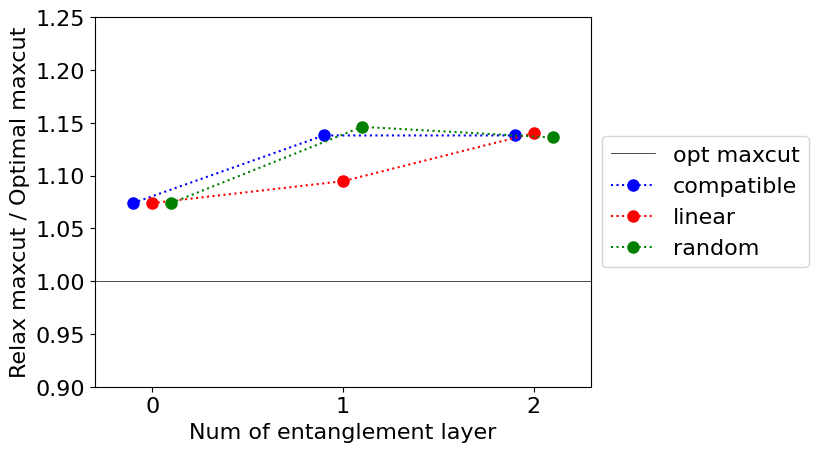 Relax maxcut / Optimal maxcut
1.25
1.20
1.15
1.10
1.05
1.00
0.95
0.90
0
1
2
Num of entanglement layer
opt maxcut
compatible
linear
random